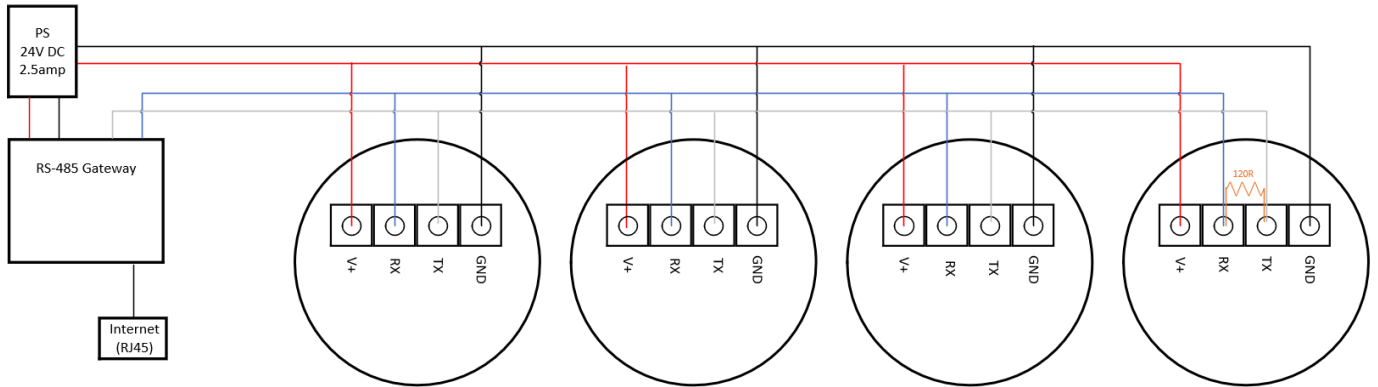 PS
24V DC
2.5amp
RS-485 Gateway
Internet
(RJ45)
V+
RX
TX
GND
V+
RX
TX
GND
V+
RX
TX
GND
120R
V+
RX
TX
GND